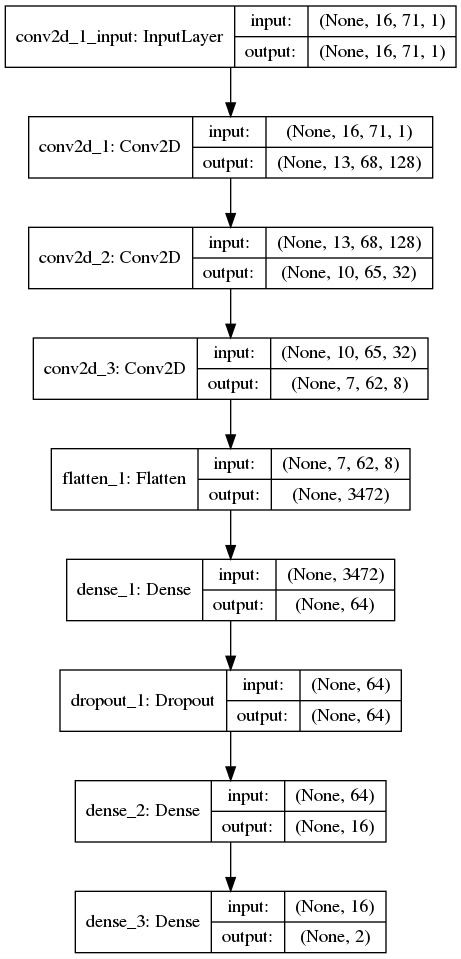 conv2d_1_input: InputLayer input: (None, 16, 71, 1)
output: (None, 16, 71, 1)
conv2d_1: Conv2D input: (None, 16, 71, 1)
output: (None, 13, 68, 128)
conv2d_2: Conv2D input: (None, 13, 68, 128)
output: (None, 10, 65, 32)
conv2d_3: Conv2D input: (None, 10, 65, 32)
output: (None, 7, 62, 8)
flatten_1: Flatten input: (None, 7, 62, 8)
output: (None, 3472)
dense_1: Dense input: (None, 3472)
output: (None, 64)
dropout_1: Dropout input: (None, 64)
output: (None, 64)
dense_2: Dense input: (None, 64)
output: (None, 16)
dense_3: Dense input: (None, 16)
output: (None, 2)